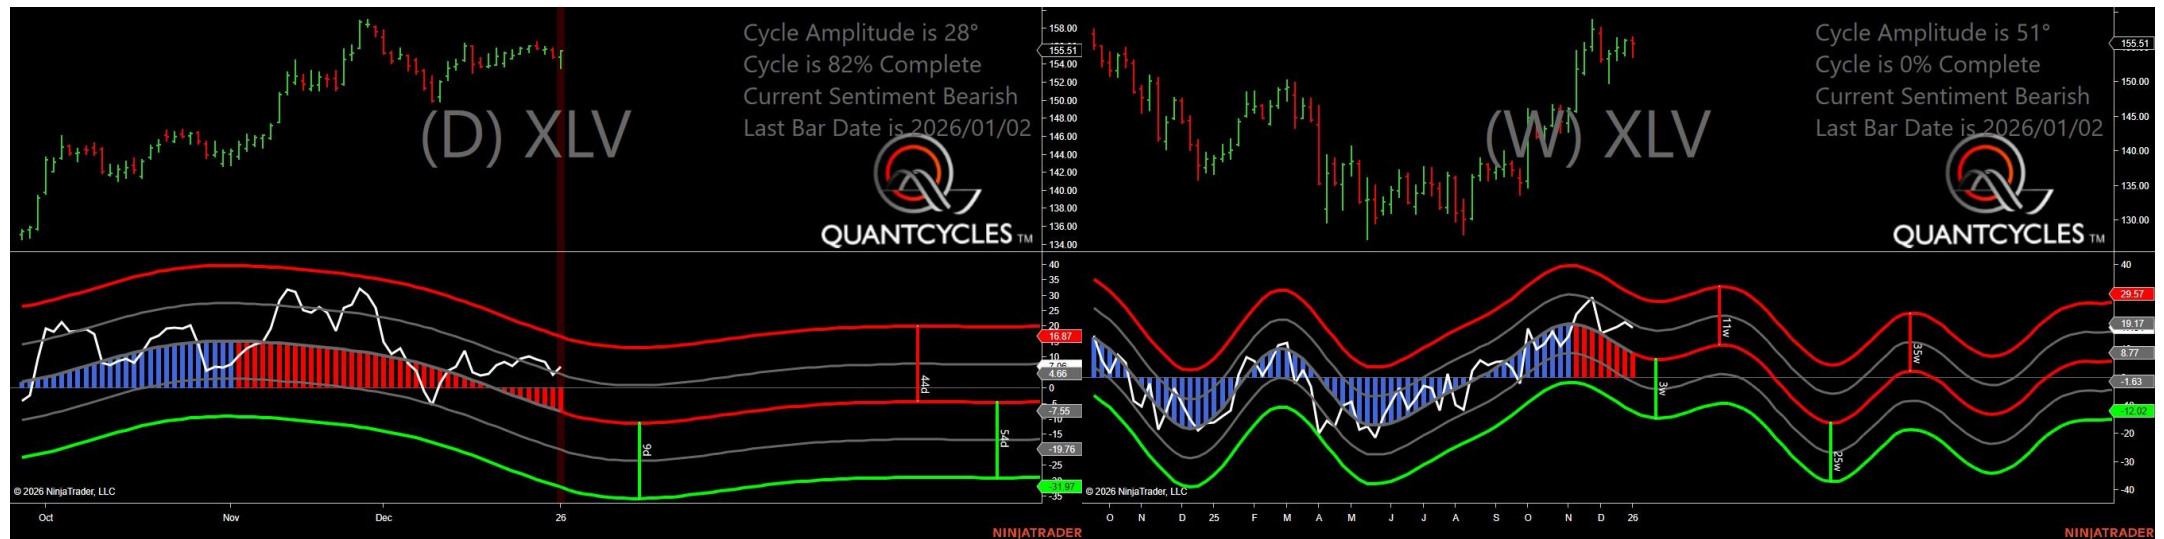 Cycle Amplitude is 28°
Cycle is 82% Complete
Current Sentiment Bearish
Last Bar Date is 2026/01/02
(D) XLV
QUANTCYCLES TM
158.00
155.51
154.00
152.00
150.00
148.00
146.00
144.00
142.00
140.00
138.00
136.00
134.00
40
35
30
25
20
16.87
10
4.66
0
-7.55
-10
-15
-19.76
-25
-31.97
-35
9d
44d
54d
© 2026 NinjaTrader, LLC
Oct Nov Dec 26
NINJATRADER
Cycle Amplitude is 51°
Cycle is 0% Complete
Current Sentiment Bearish
Last Bar Date is 2026/01/02
(W) XLV
QUANTCYCLES TM
155.51
150.00
145.00
140.00
135.00
130.00
40
29.57
19.17
8.77
-1.63
-12.02
-20
-30
-40
3w
11w
25w
35w
© 2026 NinjaTrader, LLC
O N D 25 F M A M J J A S O N D 26
NINJATRADER